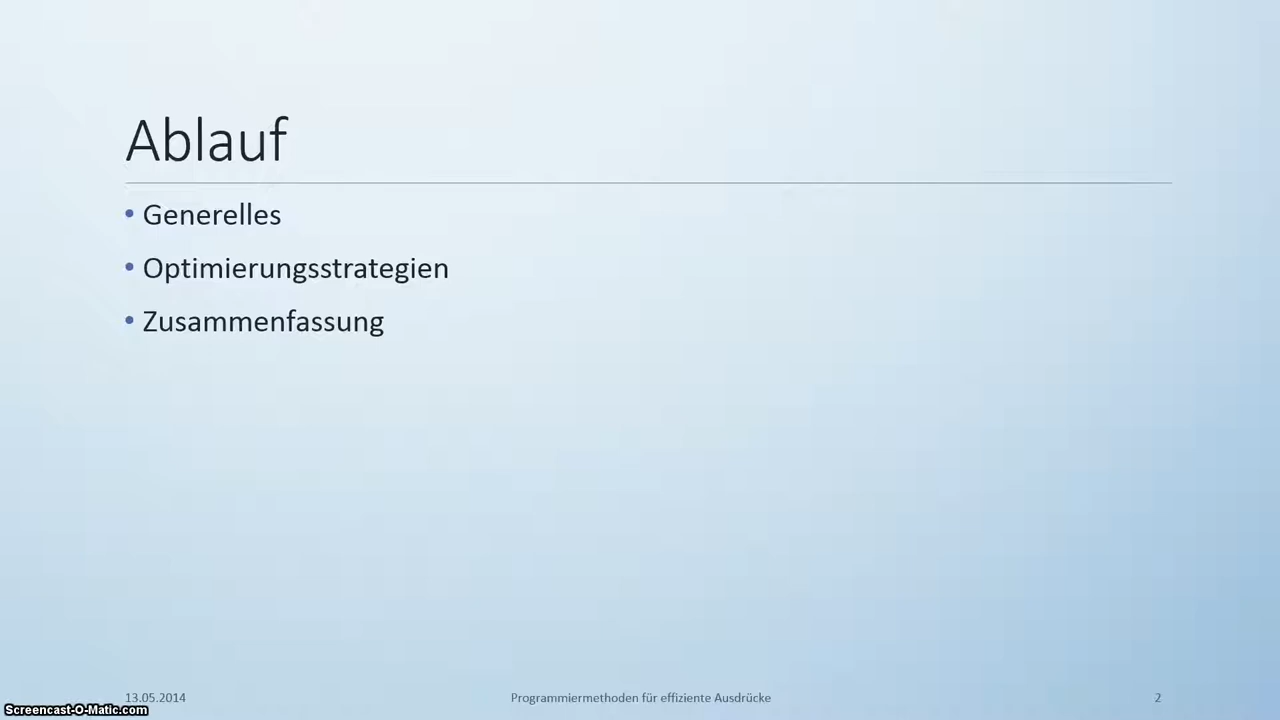 Ablauf
• Generelles
• Optimierungsstrategien
• Zusammenfassung
13.05.2014 Programmiermethoden für effiziente Ausdrücke 2
Screencast-O-Matic.com